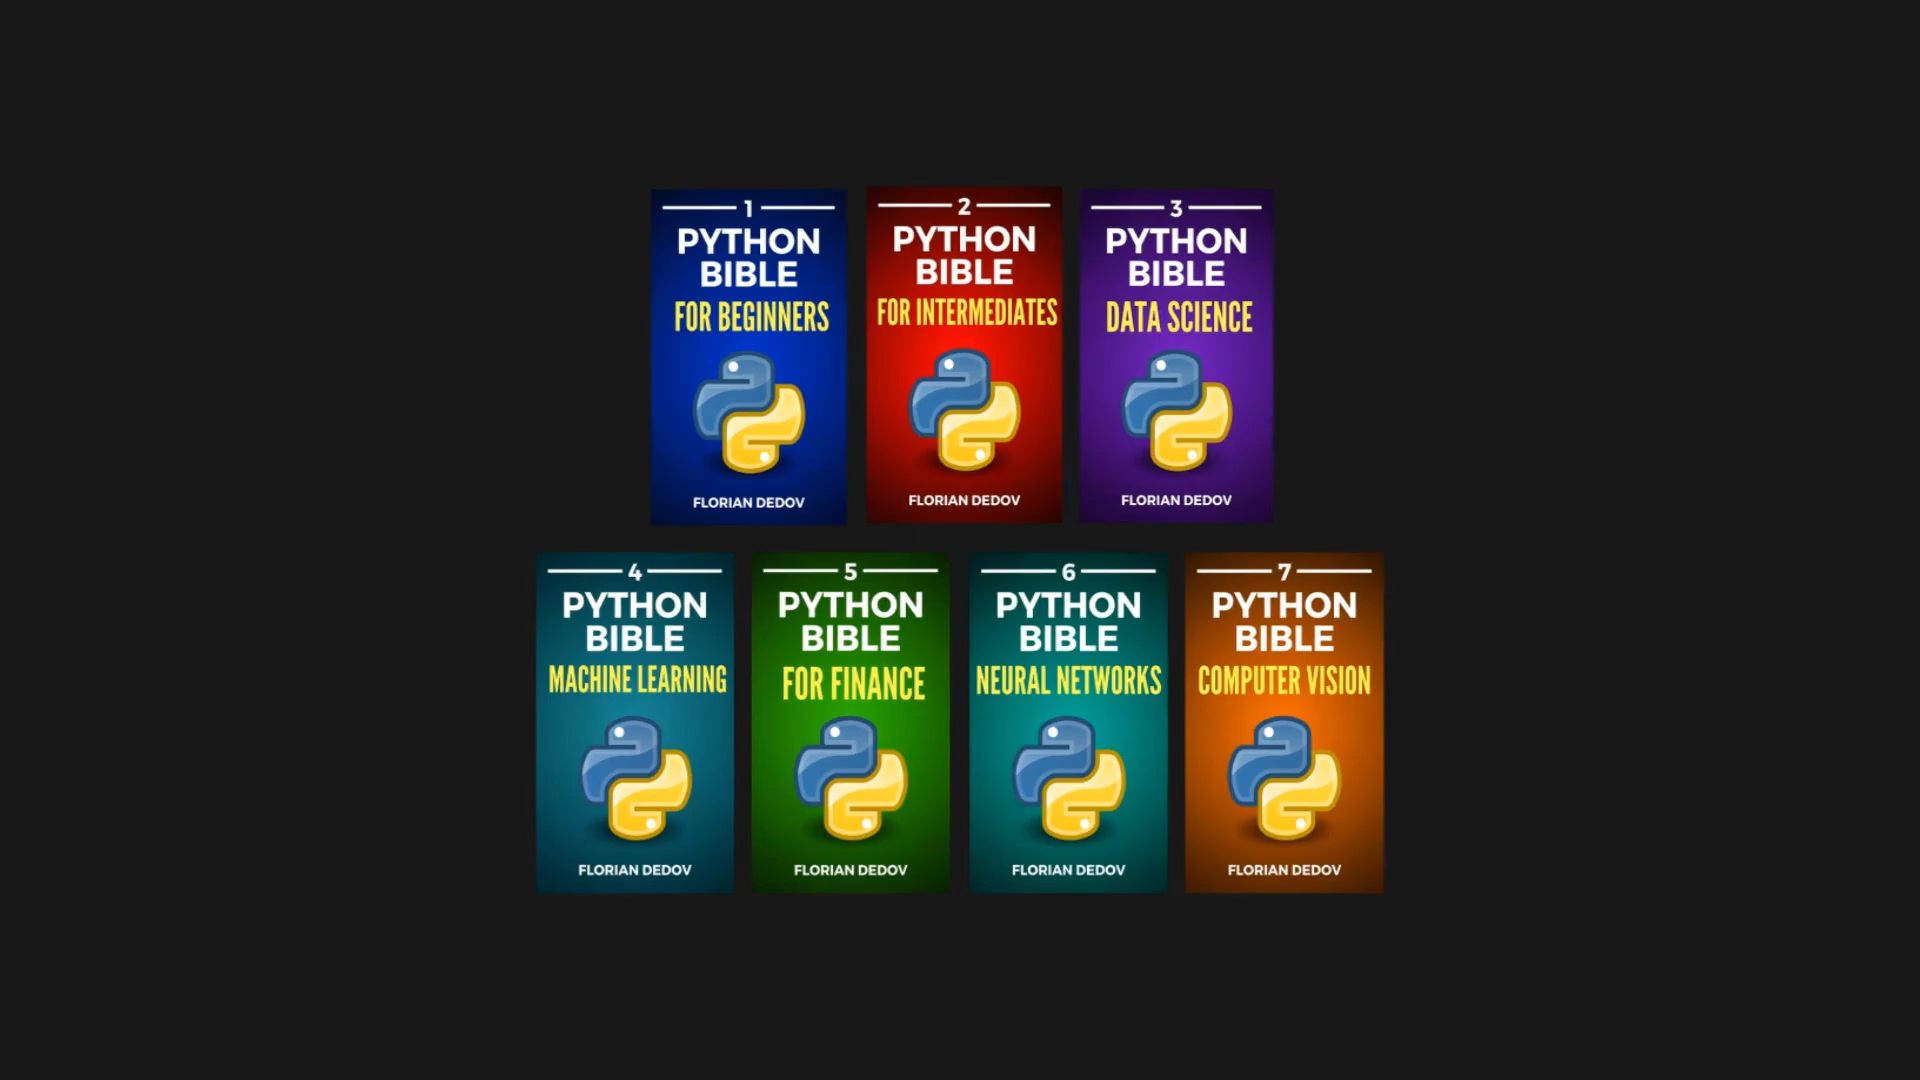 1
PYTHON
BIBLE
FOR BEGINNERS
FLORIAN DEDOV
2
PYTHON
BIBLE
FOR INTERMEDIATES
FLORIAN DEDOV
3
PYTHON
BIBLE
DATA SCIENCE
FLORIAN DEDOV
4
PYTHON
BIBLE
MACHINE LEARNING
FLORIAN DEDOV
5
PYTHON
BIBLE
FOR FINANCE
FLORIAN DEDOV
6
PYTHON
BIBLE
NEURAL NETWORKS
FLORIAN DEDOV
7
PYTHON
BIBLE
COMPUTER VISION
FLORIAN DEDOV